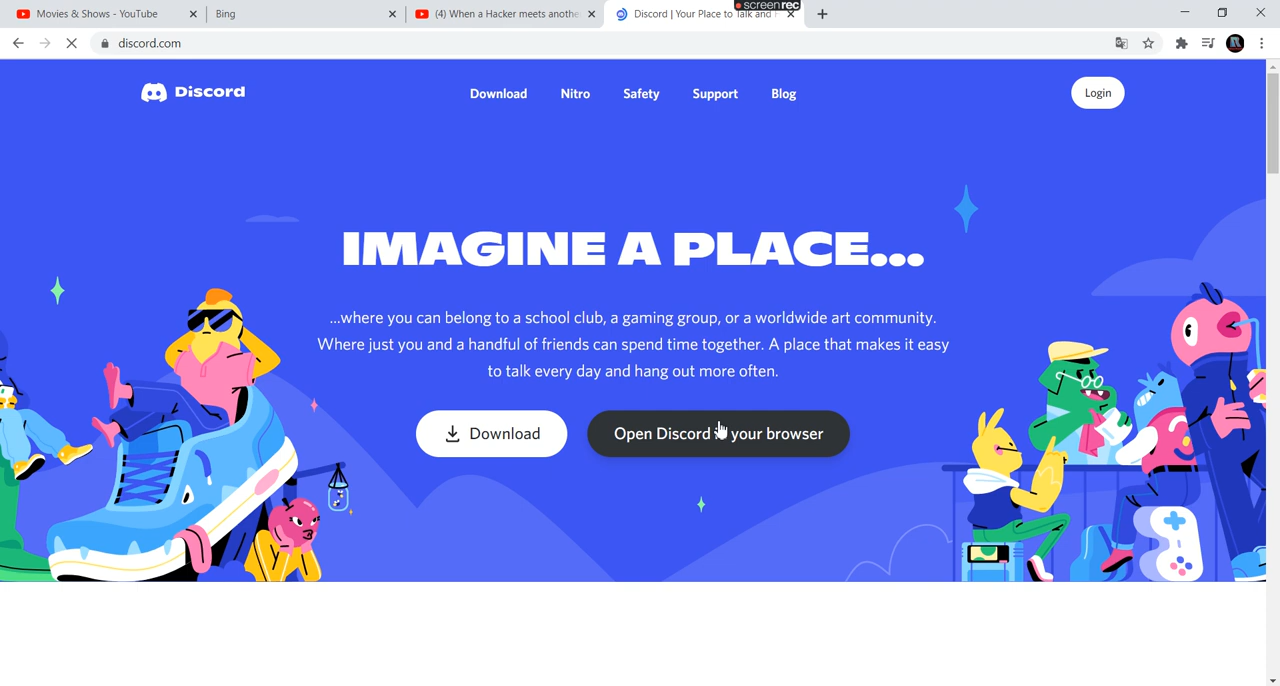 Movies & Shows - YouTube
Bing
(4) When a Hacker meets anothe
Discord | Your Place to Talk and
screen rec
discord.com
Discord
Download
Nitro
Safety
Support
Blog
Login
IMAGINE A PLACE...
...where you can belong to a school club, a gaming group, or a worldwide art community.
Where just you and a handful of friends can spend time together. A place that makes it easy
to talk every day and hang out more often.
Download
Open Discord your browser